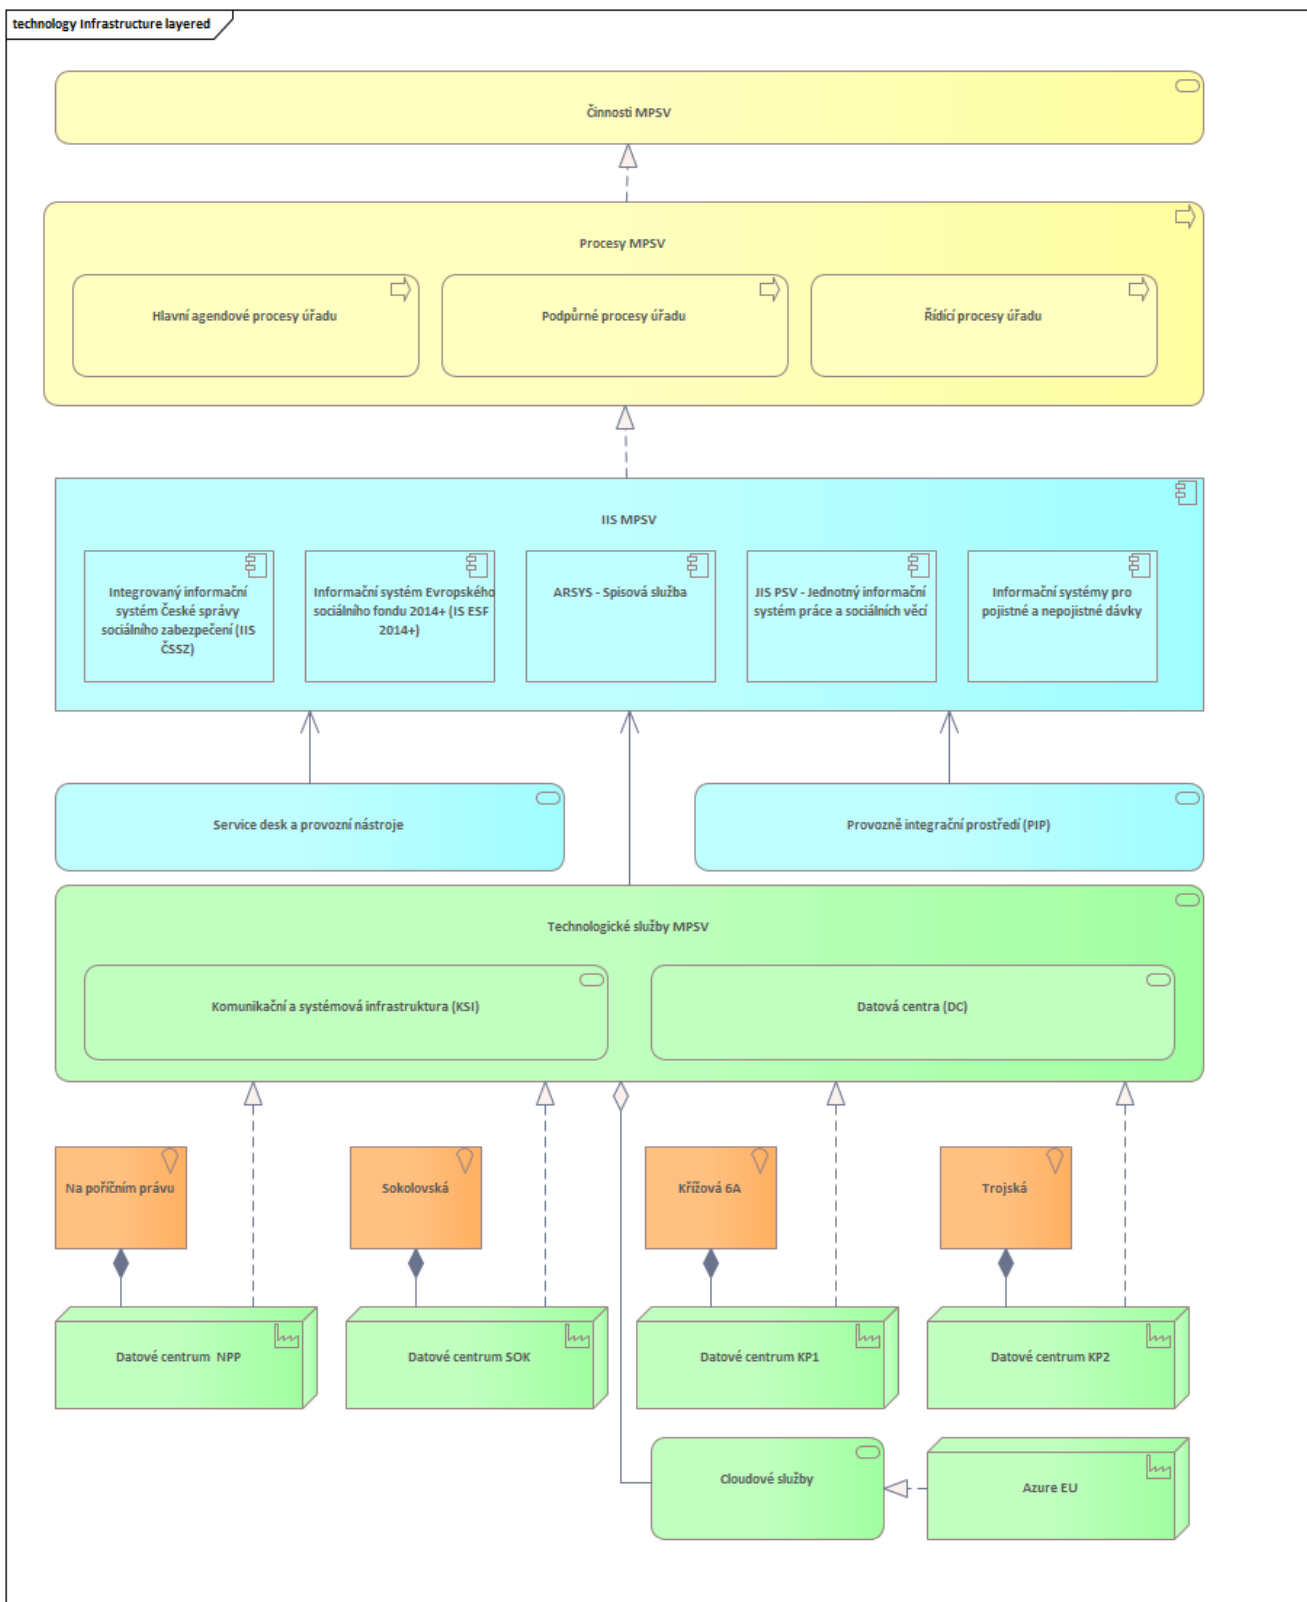 technology Infrastructure layered
Činnosti MPSV
Procesy MPSV
Hlavní agendové procesy úřadu
Podpůrné procesy úřadu
Řídící procesy úřadu
IIS MPSV
Integrovaný informační
systém České správy
sociálního zabezpečení (IIS
ČSSZ)
Informační systém Evropského
sociálního fondu 2014+ (IS ESF
2014+)
ARSYS - Spisová služba
JIS PSV - Jednotný informační
systém práce a sociálních věcí
Informační systémy pro
pojistné a nepojistné dávky
Service desk a provozní nástroje
Provozně integrační prostředí (PIP)
Technologické služby MPSV
Komunikační a systémová infrastruktura (KSI)
Datová centra (DC)
Na poříčním právu
Sokolovská
Křížová 6A
Trojská
Datové centrum  NPP
Datové centrum SOK
Datové centrum KP1
Datové centrum KP2
Cloudové služby
Azure EU